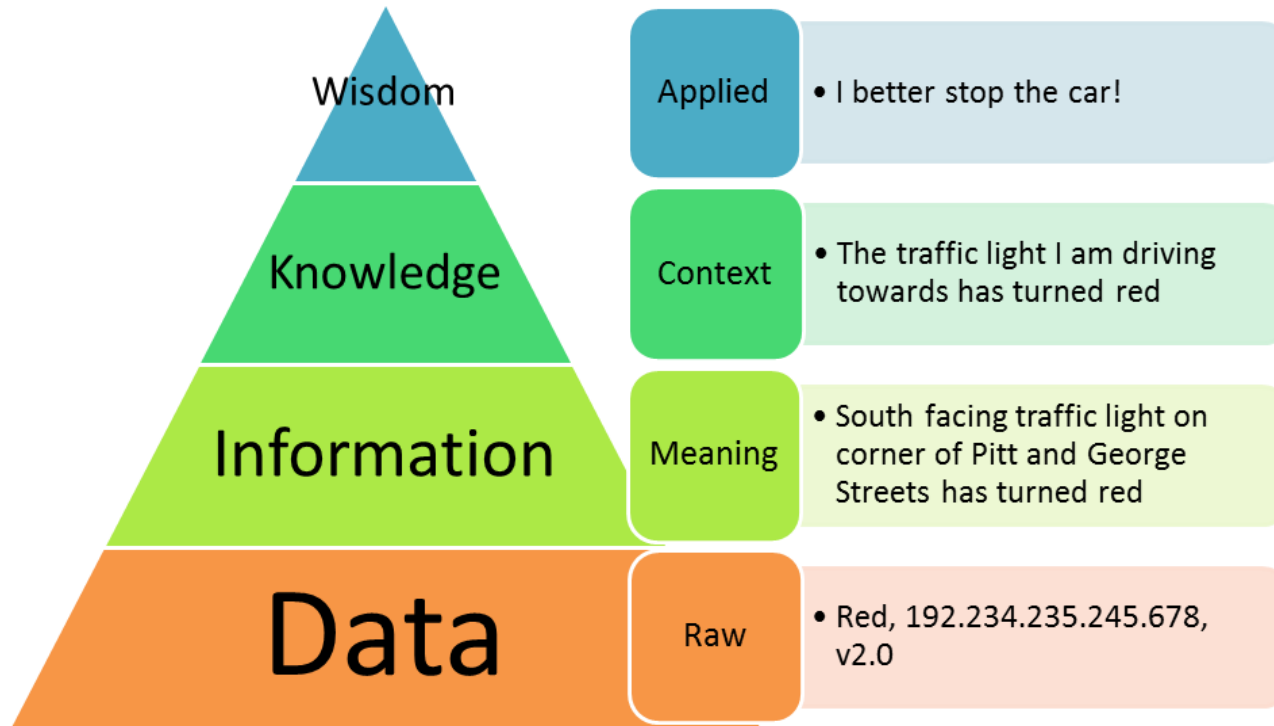 Wisdom
Applied
• I better stop the car!
Knowledge
Context
• The traffic light I am driving
towards has turned red
Information
Meaning
• South facing traffic light on
corner of Pitt and George
Streets has turned red
Data
Raw
• Red, 192.234.235.245.678,
v2.0